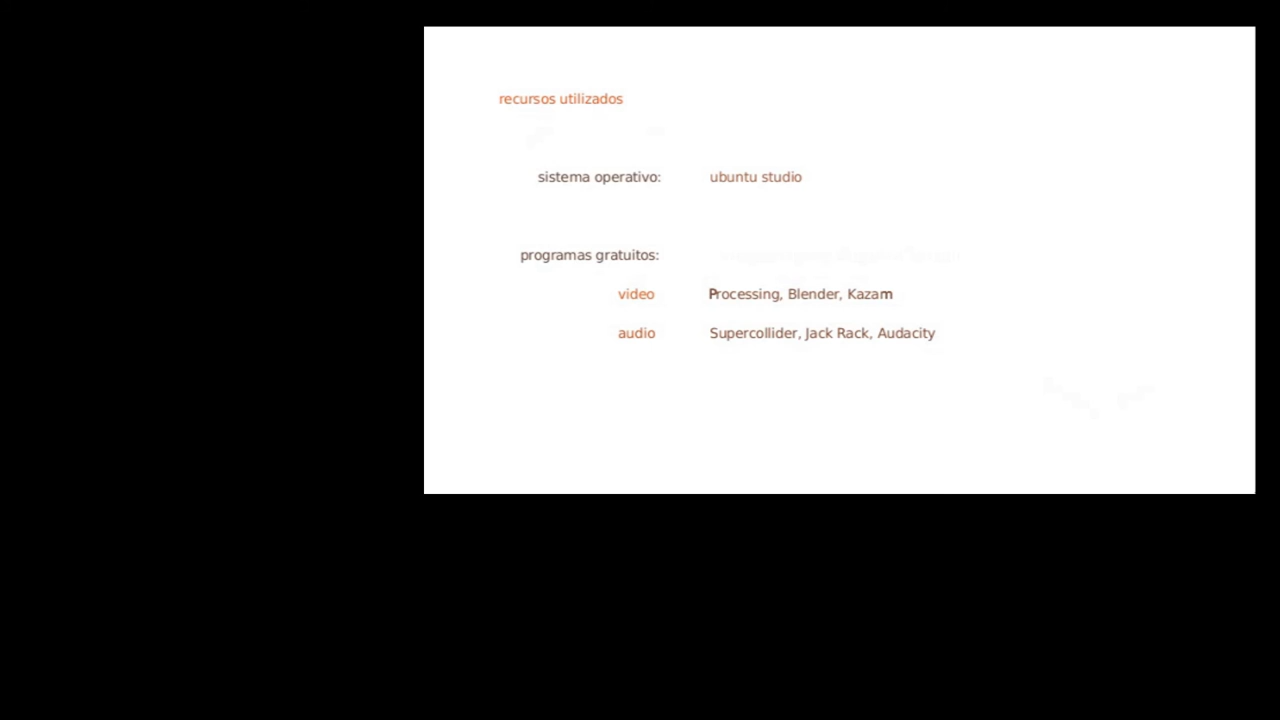 recursos utilizados
sistema operativo: ubuntu studio
programas gratuitos:
video Processing, Blender, Kazam
audio Supercollider, Jack Rack, Audacity